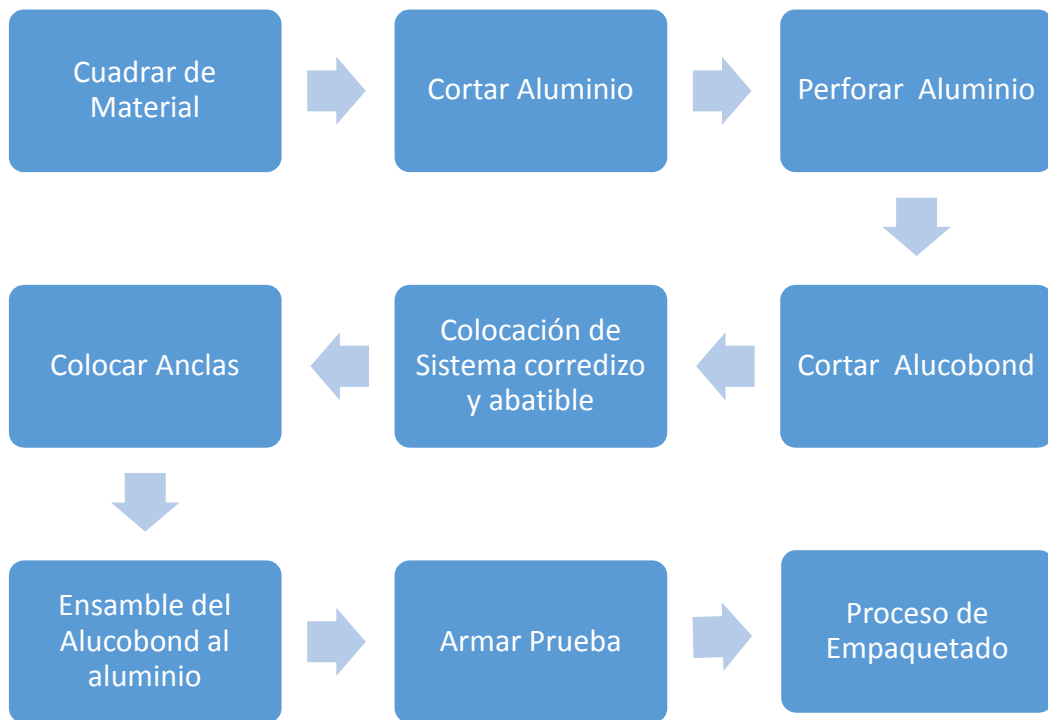 Cuadrar de
Material
Cortar Aluminio
Perforar  Aluminio
Cortar  Alucobond
Colocación de
Sistema corredizo
y abatible
Colocar Anclas
Ensamble del
Alucobond al
aluminio
Armar Prueba
Proceso de
Empaquetado